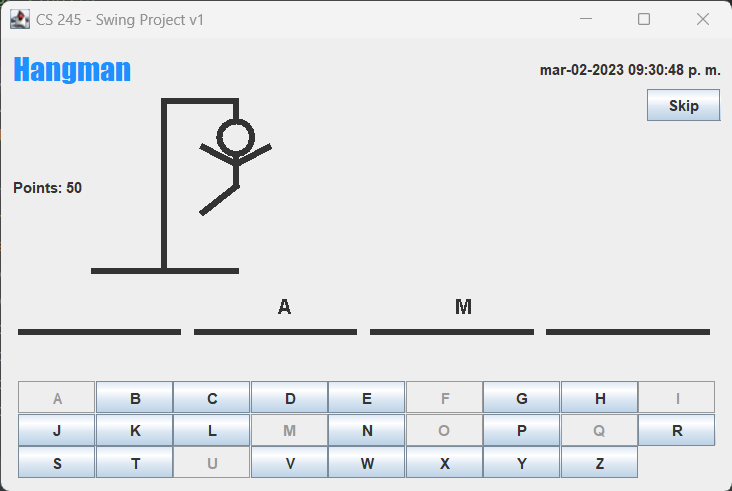 CS 245 - Swing Project v1
Hangman
mar-02-2023 09:30:48 p. m.
Skip
Points: 50
A M
A B C D E F G H I
J K L M N O P Q R
S T U V W X Y Z